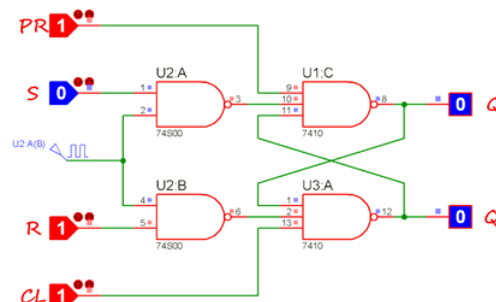 PR 1
U2:A
U1:C
S 0
1
2
3
74S00
9
10
11
8
7410
0 Q
U2:A(B)
U2:B
U3:A
4
5
6
74S00
1
2
13
12
7410
0 Q
R 1
CL 1